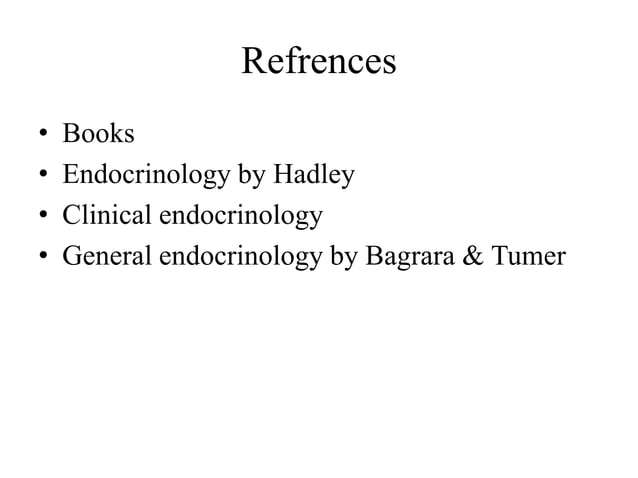 Refrences
• Books
• Endocrinology by Hadley
• Clinical endocrinology
• General endocrinology by Bagrara & Tumer